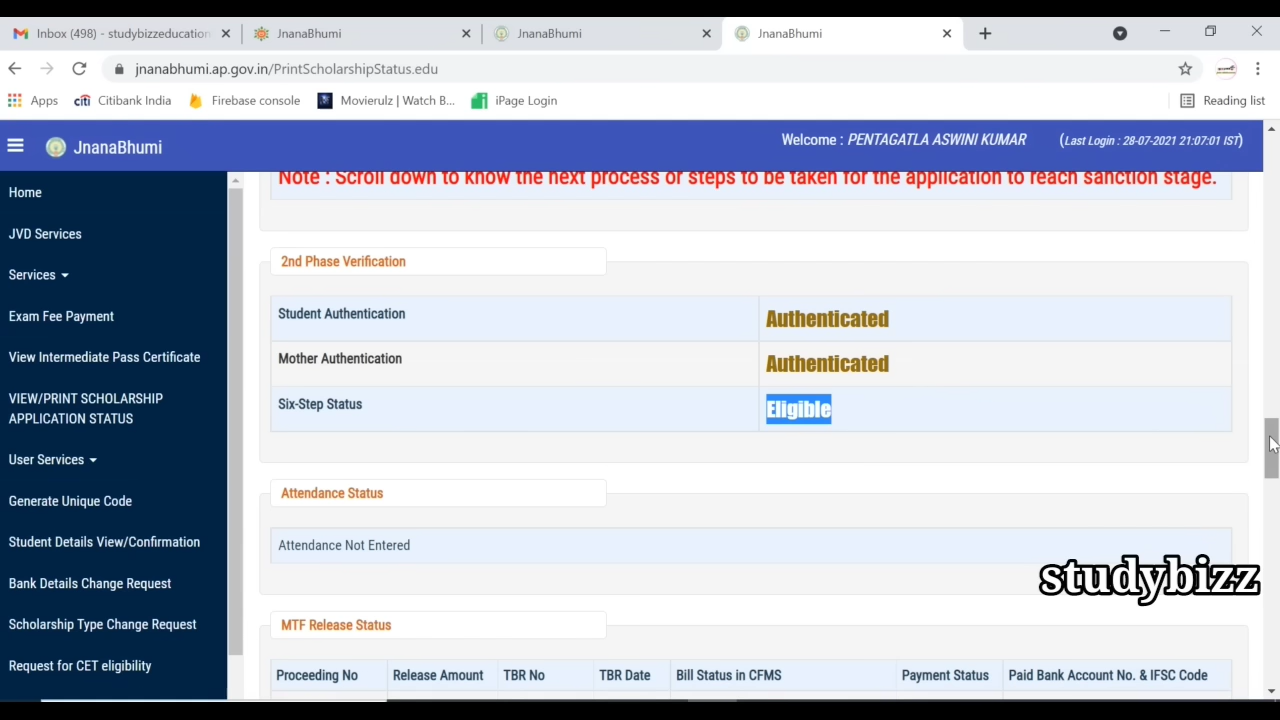 Inbox (498) - studybizzeducation
JnanaBhumi
JnanaBhumi
JnanaBhumi
jnanabhumi.ap.gov.in/PrintScholarshipStatus.edu
Apps
citi Citibank India
Firebase console
Movierulz | Watch B...
iPage Login
Reading list
JnanaBhumi
Welcome : PENTAGATLA ASWINI KUMAR
(Last Login : 28-07-2021 21:07:01 IST)
Home
JVD Services
Services
Exam Fee Payment
View Intermediate Pass Certificate
VIEW/PRINT SCHOLARSHIP
APPLICATION STATUS
User Services
Generate Unique Code
Student Details View/Confirmation
Bank Details Change Request
Scholarship Type Change Request
Request for CET eligibility
Note : Scroll down to know the next process or steps to be taken for the application to reach sanction stage.
2nd Phase Verification
Student Authentication Authenticated
Mother Authentication Authenticated
Six-Step Status Eligible
Attendance Status
Attendance Not Entered
studybizz
MTF Release Status
Proceeding No Release Amount TBR No TBR Date Bill Status in CFMS Payment Status Paid Bank Account No. & IFSC Code